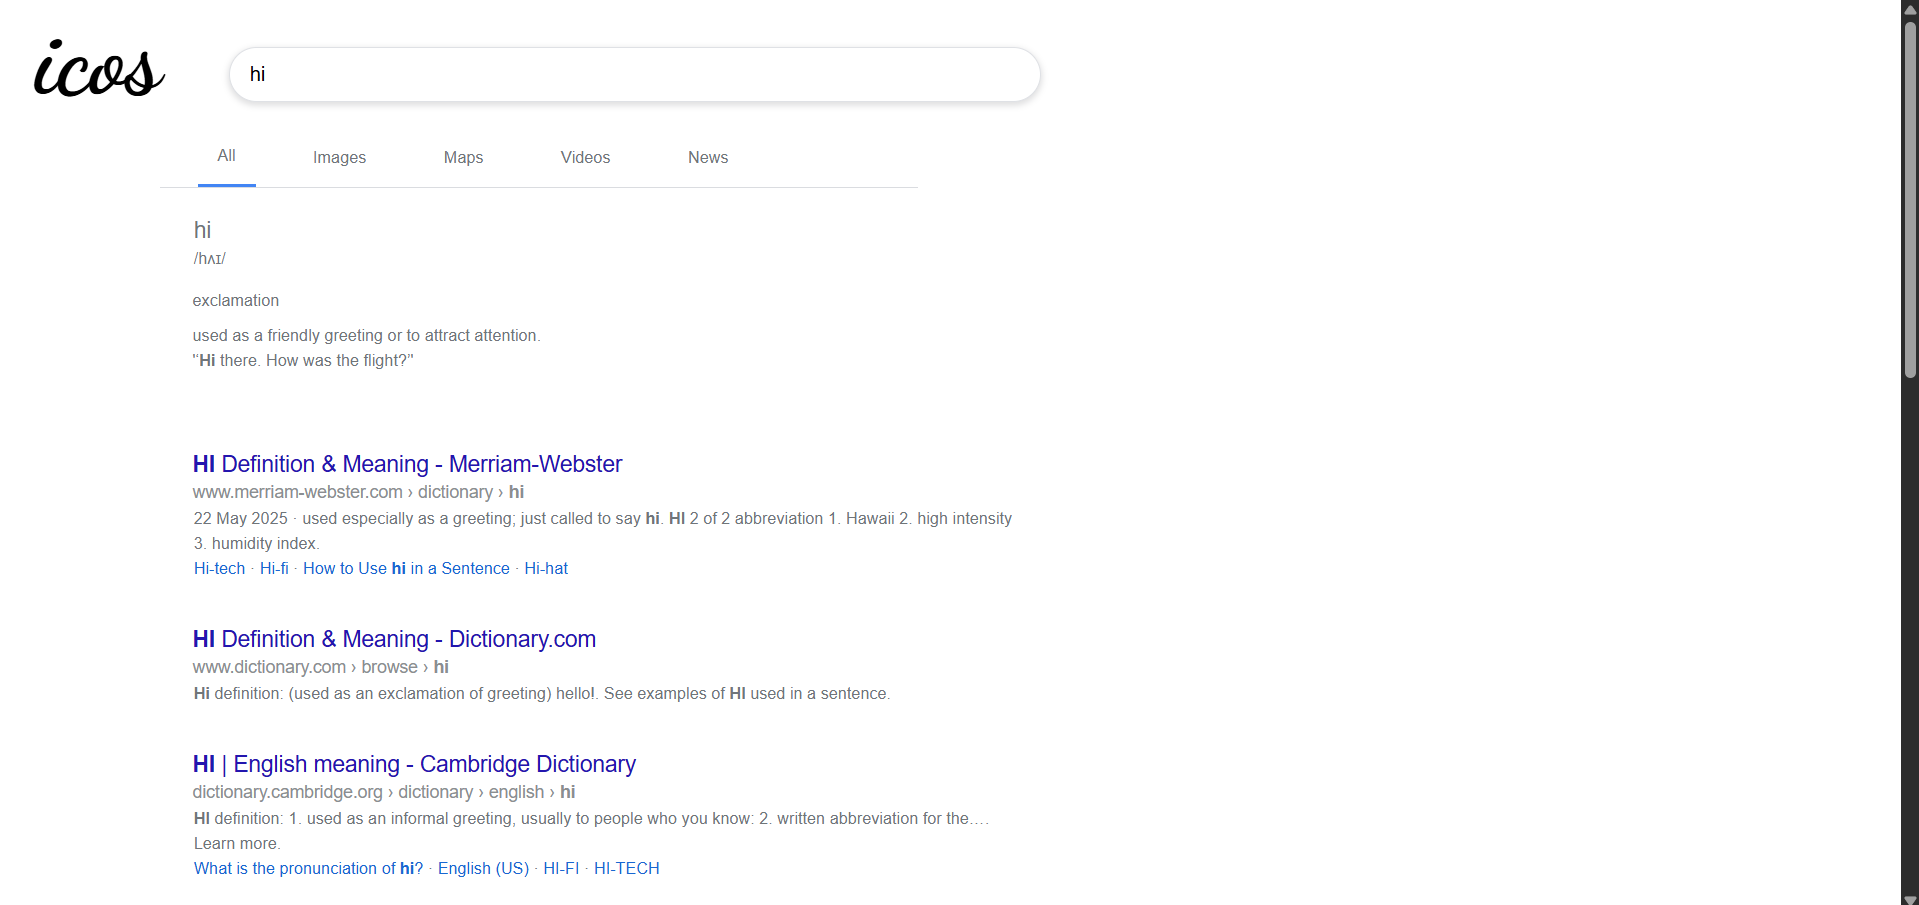 icos
hi
All Images Maps Videos News
hi
/hʌɪ/
exclamation
used as a friendly greeting or to attract attention.
"‘Hi there. How was the flight?’"
HI Definition & Meaning - Merriam-Webster
www.merriam-webster.com › dictionary › hi
22 May 2025 · used especially as a greeting; just called to say hi. HI 2 of 2 abbreviation 1. Hawaii 2. high intensity
3. humidity index.
Hi-tech · Hi-fi · How to Use hi in a Sentence · Hi-hat
HI Definition & Meaning - Dictionary.com
www.dictionary.com › browse › hi
Hi definition: (used as an exclamation of greeting) hello!. See examples of HI used in a sentence.
HI | English meaning - Cambridge Dictionary
dictionary.cambridge.org › dictionary › english › hi
HI definition: 1. used as an informal greeting, usually to people who you know: 2. written abbreviation for the….
Learn more.
What is the pronunciation of hi? · English (US) · HI-FI · HI-TECH